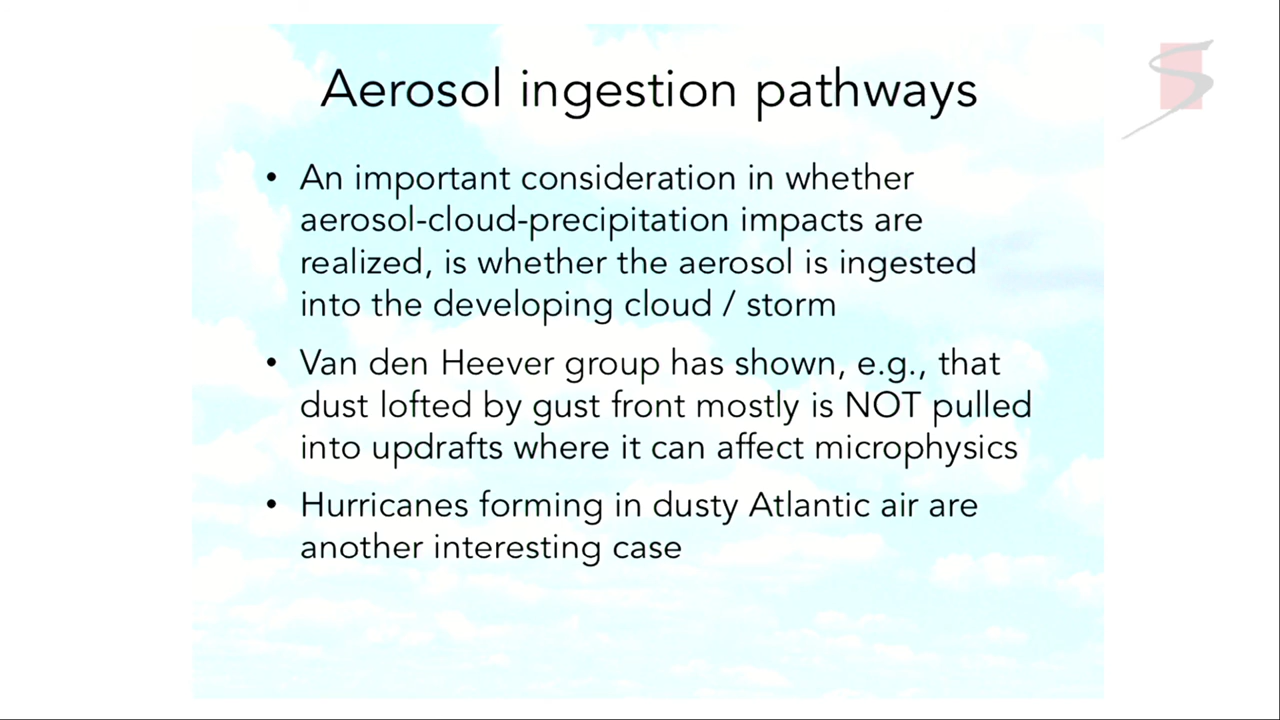 Aerosol ingestion pathways
• An important consideration in whether
aerosol-cloud-precipitation impacts are
realized, is whether the aerosol is ingested
into the developing cloud / storm
• Van den Heever group has shown, e.g., that
dust lofted by gust front mostly is NOT pulled
into updrafts where it can affect microphysics
• Hurricanes forming in dusty Atlantic air are
another interesting case